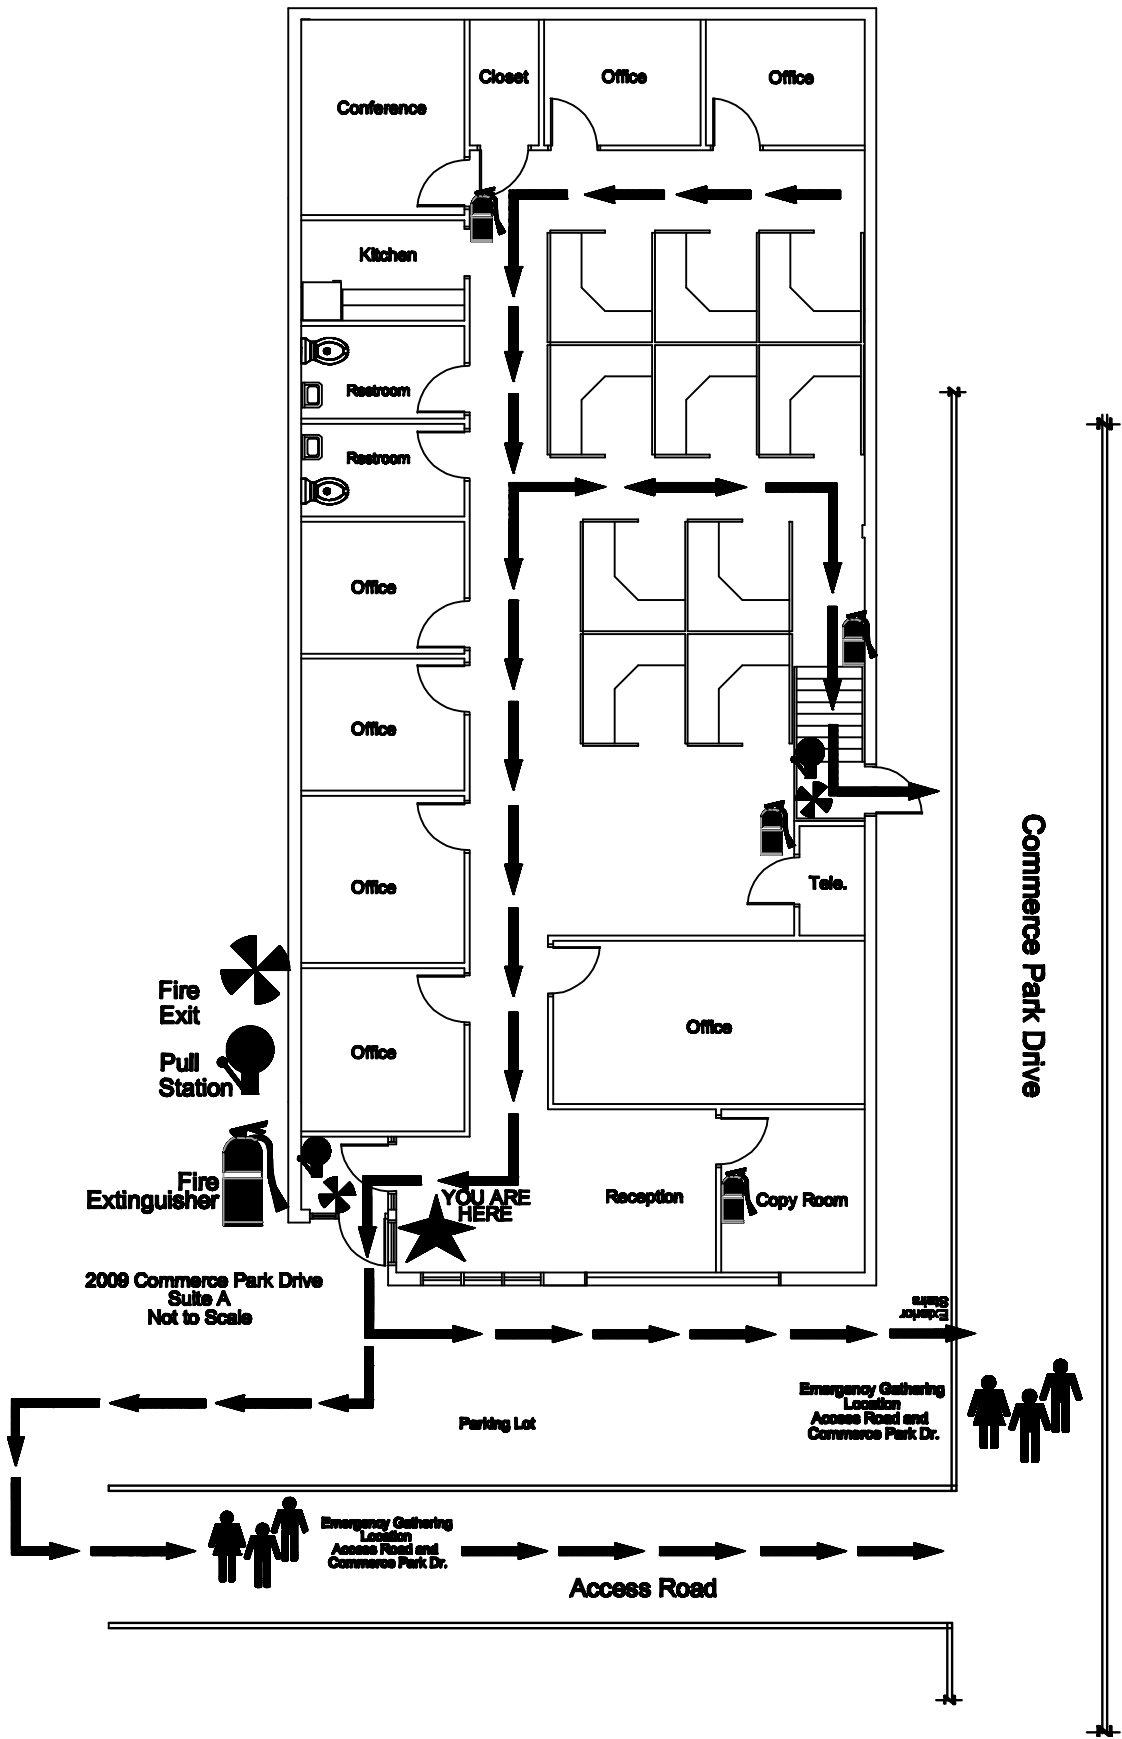 Closet
Office
Office
Conference
Kitchen
Restroom
Restroom
Office
Office
Office
Tele.
Commerce Park Drive
Fire
Exit
Pull
Station
Office
Office
Fire
Extinguisher
YOU ARE
HERE
Reception
Copy Room
2009 Commerce Park Drive
Suite A
Not to Scale
Exterior
Stairs
Emergency Gathering
Location
Access Road and
Commerce Park Dr.
Parking Lot
Emergency Gathering
Location
Access Road and
Commerce Park Dr.
Access Road